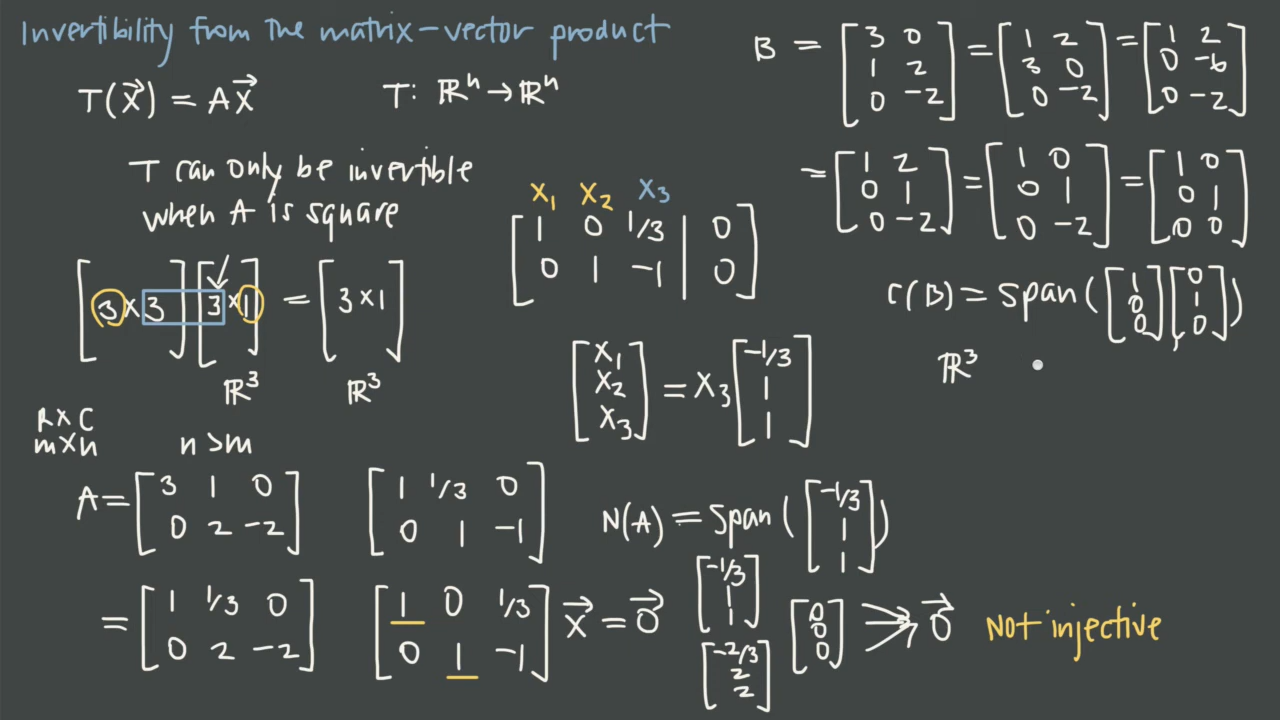 Invertibility from the matrix-vector product
T(x⃗) = Ax⃗    T: ℝⁿ → ℝⁿ
T can only be invertible
when A is square
[3×3] [3×1] = [3×1]
ℝ³    ℝ³
R×C
m×n    n>m
A = [3 1 0; 0 2 -2]    [1 1/3 0; 0 1 -1]
= [1 1/3 0; 0 2 -2]    [1 0 1/3; 0 1 -1] x⃗ = 0⃗
x₁ x₂ x₃
[1 0 1/3 | 0; 0 1 -1 | 0]
[x₁; x₂; x₃] = x₃ [-1/3; 1; 1]
N(A) = span([-1/3; 1; 1])
[-1/3; 1; 1]
[-2/3; 2; 2]    [0; 0; 0] → 0⃗    Not injective
B = [3 0; 1 2; 0 -2] = [1 2; 3 0; 0 -2] = [1 2; 0 -6; 0 -2]
= [1 2; 0 1; 0 -2] = [1 0; 0 1; 0 -2] = [1 0; 0 1; 0 0]
C(B) = span([1; 0; 0], [0; 1; 0])
ℝ³